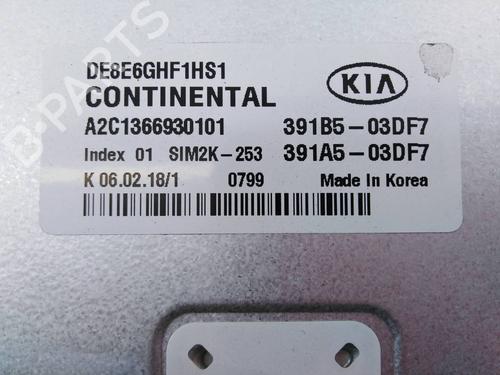 DE8E6GHF1HS1
CONTINENTAL
KIA
A2C1366930101 391B5-03DF7
Index 01 SIM2K-253 391A5-03DF7
K 06.02.18/1 0799 Made In Korea
B-PARTS